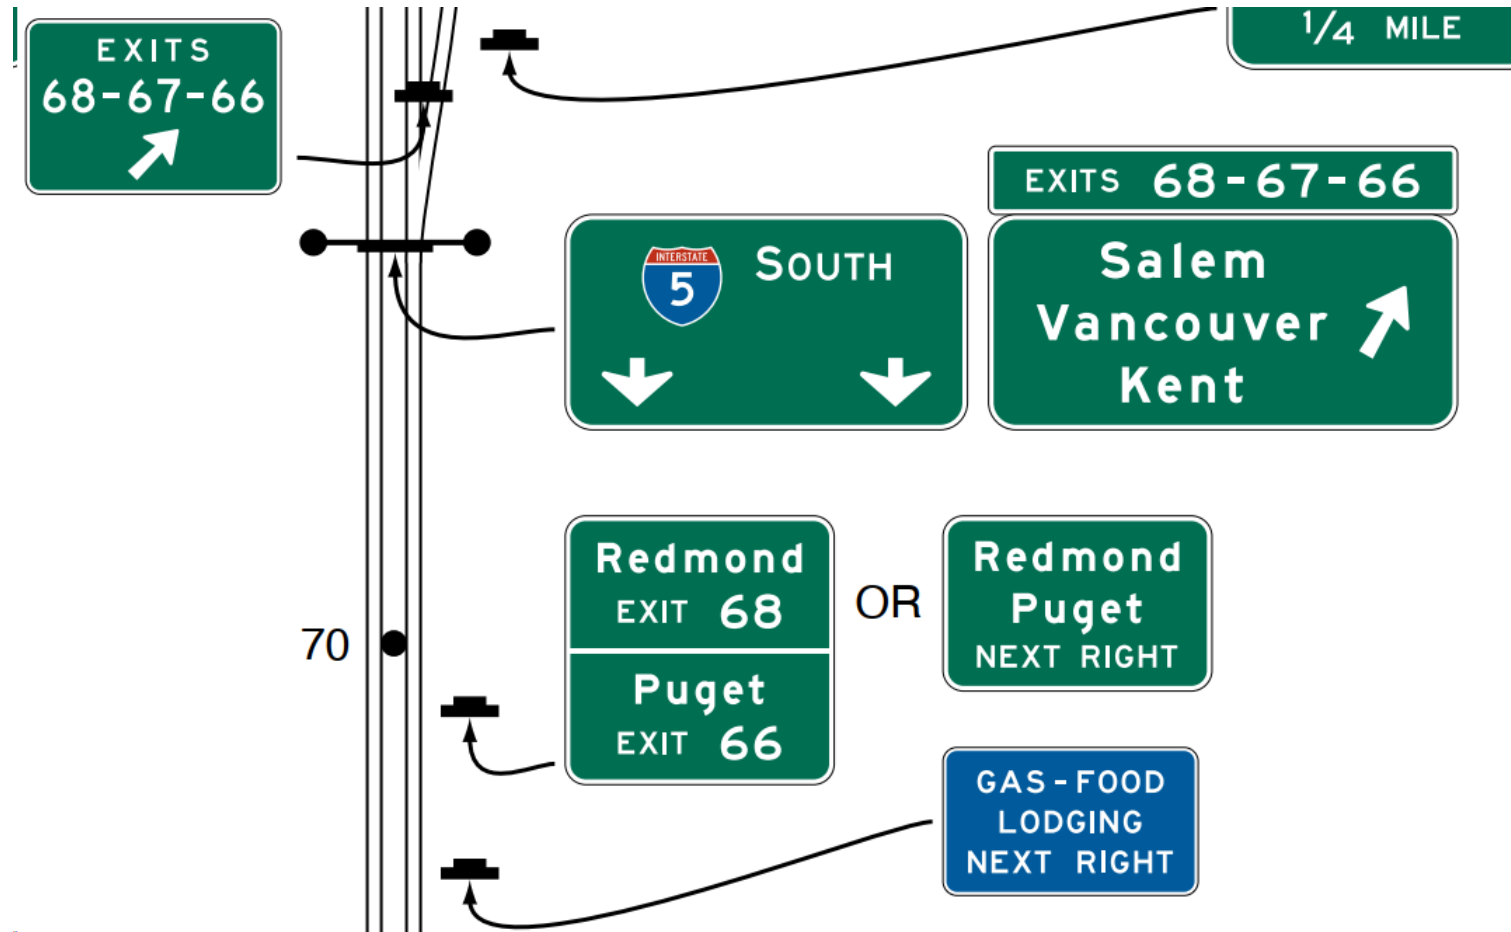 EXITS
68-67-66
1/4 MILE
EXITS 68-67-66
INTERSTATE
5
SOUTH
Salem
Vancouver
Kent
Redmond
EXIT 68
Puget
EXIT 66
OR
Redmond
Puget
NEXT RIGHT
70
GAS-FOOD
LODGING
NEXT RIGHT